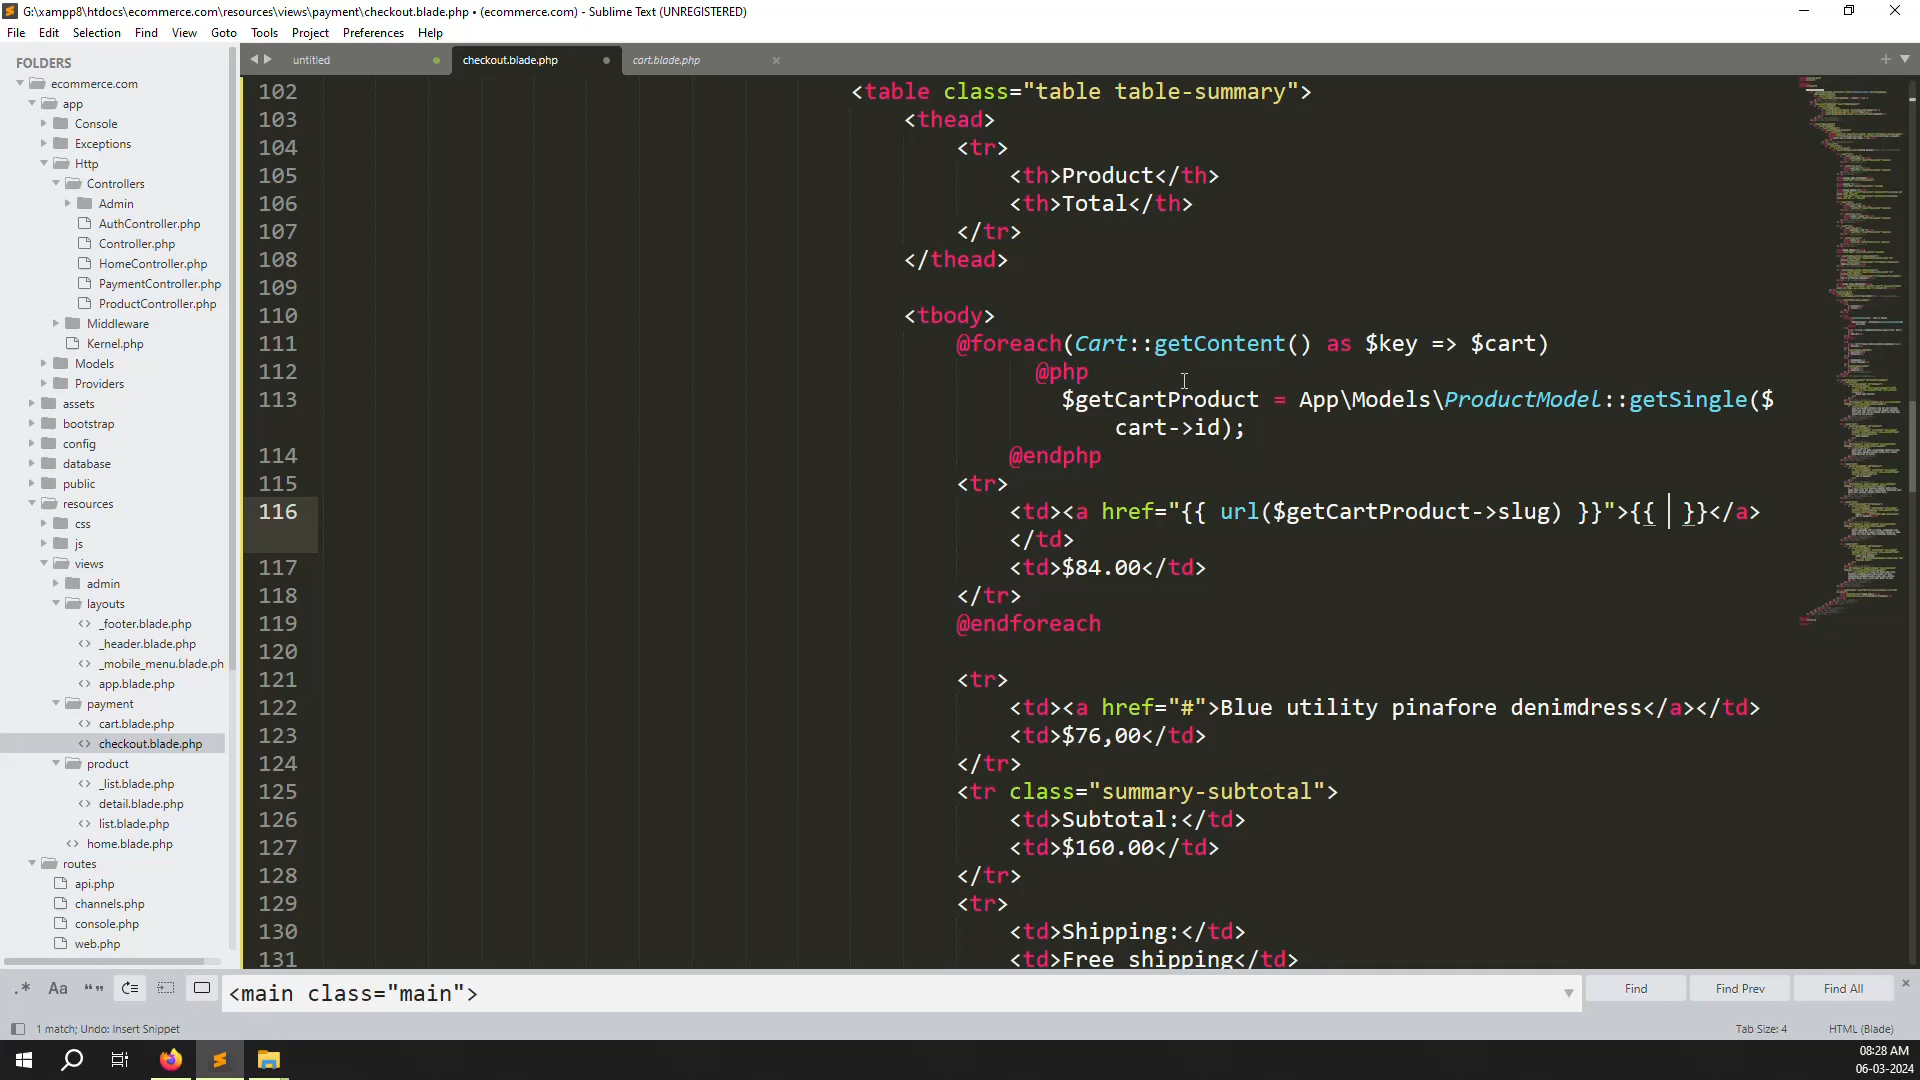 G:\xampp8\htdocs\ecommerce.com\resources\views\payment\checkout.blade.php • (ecommerce.com) - Sublime Text (UNREGISTERED)
File Edit Selection Find View Goto Tools Project Preferences Help
FOLDERS
ecommerce.com
app
Console
Exceptions
Http
Controllers
Admin
AuthController.php
Controller.php
HomeController.php
PaymentController.php
ProductController.php
Middleware
Kernel.php
Models
Providers
assets
bootstrap
config
database
public
resources
css
js
views
admin
layouts
_footer.blade.php
_header.blade.php
_mobile_menu.blade.ph
app.blade.php
payment
cart.blade.php
checkout.blade.php
product
_list.blade.php
detail.blade.php
list.blade.php
home.blade.php
routes
api.php
channels.php
console.php
web.php
untitled checkout.blade.php cart.blade.php
102 <table class="table table-summary">
103 <thead>
104 <tr>
105 <th>Product</th>
106 <th>Total</th>
107 </tr>
108 </thead>
109
110 <tbody>
111 @foreach(Cart::getContent() as $key => $cart)
112 @php
113 $getCartProduct = App\Models\ProductModel::getSingle($
cart->id);
114 @endphp
115 <tr>
116 <td><a href="{{ url($getCartProduct->slug) }}">{{  }}</a>
</td>
117 <td>$84.00</td>
118 </tr>
119 @endforeach
120
121 <tr>
122 <td><a href="#">Blue utility pinafore denimdress</a></td>
123 <td>$76,00</td>
124 </tr>
125 <tr class="summary-subtotal">
126 <td>Subtotal:</td>
127 <td>$160.00</td>
128 </tr>
129 <tr>
130 <td>Shipping:</td>
131 <td>Free shipping</td>
.* Aa “” <main class="main"> Find Find Prev Find All
1 match; Undo: Insert Snippet Tab Size: 4 HTML (Blade)
08:28 AM
06-03-2024